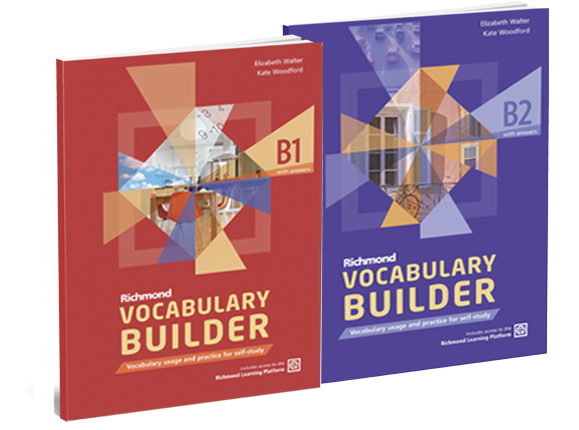 Elizabeth Walter
Kate Woodford
B1
with answers
Richmond
VOCABULARY
BUILDER
Vocabulary usage and practice for self-study
Includes access to the
Richmond Learning Platform
Elizabeth Walter
Kate Woodford
B2
with answers
Richmond
VOCABULARY
BUILDER
Vocabulary usage and practice for self-study
Includes access to the
Richmond Learning Platform